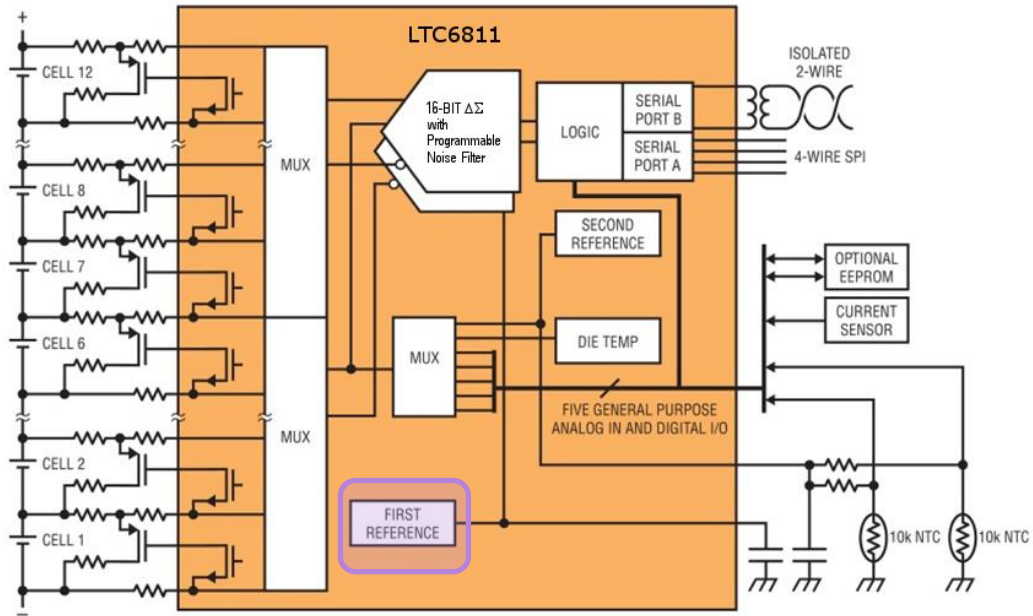 LTC6811
+
CELL 12
CELL 8
CELL 7
CELL 6
CELL 2
CELL 1
–
MUX
MUX
16-BIT ΔΣ
with
Programmable
Noise Filter
LOGIC
SERIAL
PORT B
SERIAL
PORT A
ISOLATED
2-WIRE
4-WIRE SPI
SECOND
REFERENCE
MUX
DIE TEMP
FIVE GENERAL PURPOSE
ANALOG IN AND DIGITAL I/O
OPTIONAL
EEPROM
CURRENT
SENSOR
FIRST
REFERENCE
10k NTC
10k NTC